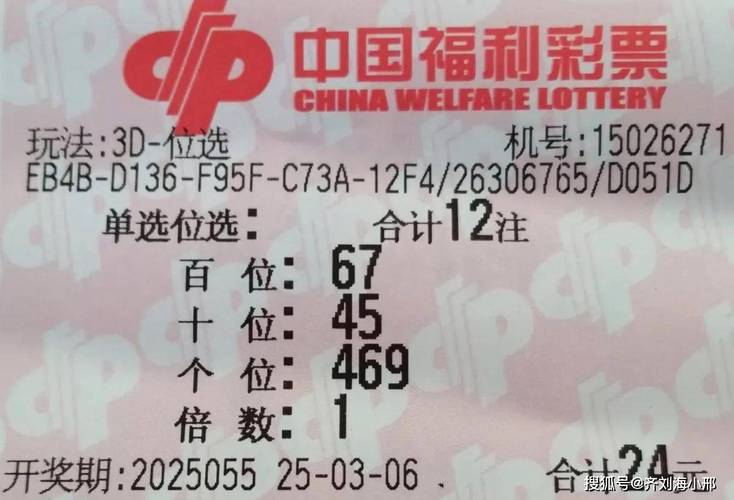 中国福利彩票
CHINA WELFARE LOTTERY
玩法:3D-位选 机号:15026271
EB4B-D136-F95F-C73A-12F4/26306765/D051D
单选位选: 合计12注
百 位: 67
十 位: 45
个 位: 469
倍 数: 1
开奖期:2025055 25-03-06 . 合计24元
搜狐号@齐刘海小邢